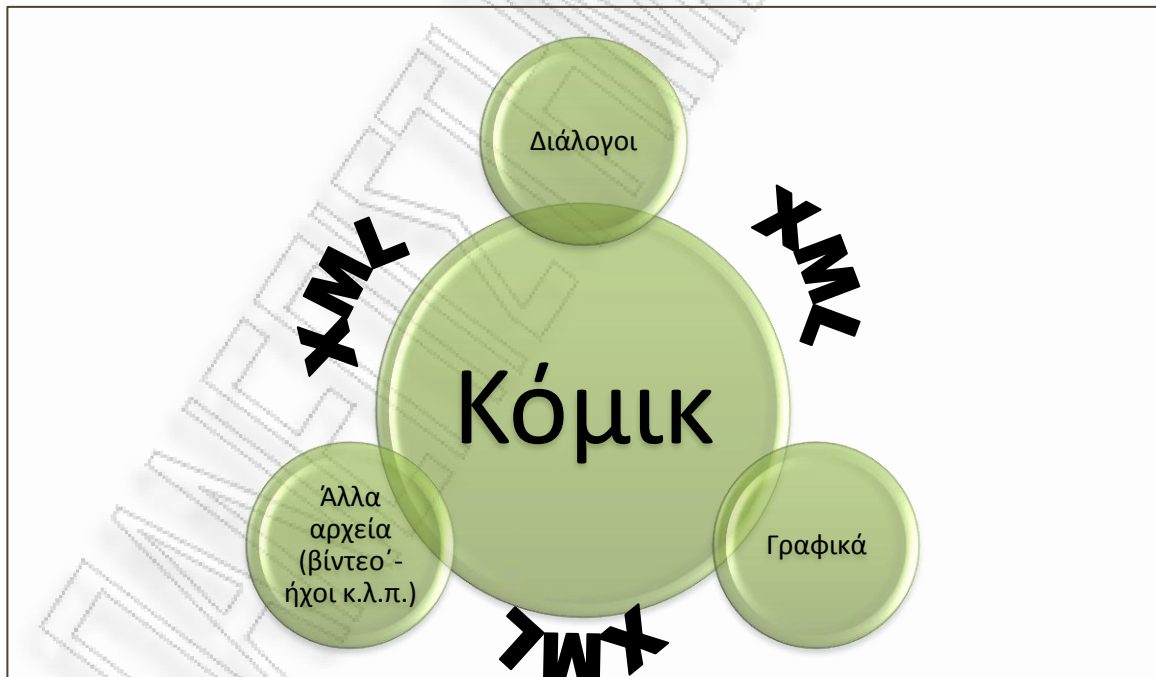 Διάλογοι
XML
XML
Κόμικ
Άλλα
αρχεία
(βίντεο΄-
ήχοι κ.λ.π.)
Γραφικά
XML